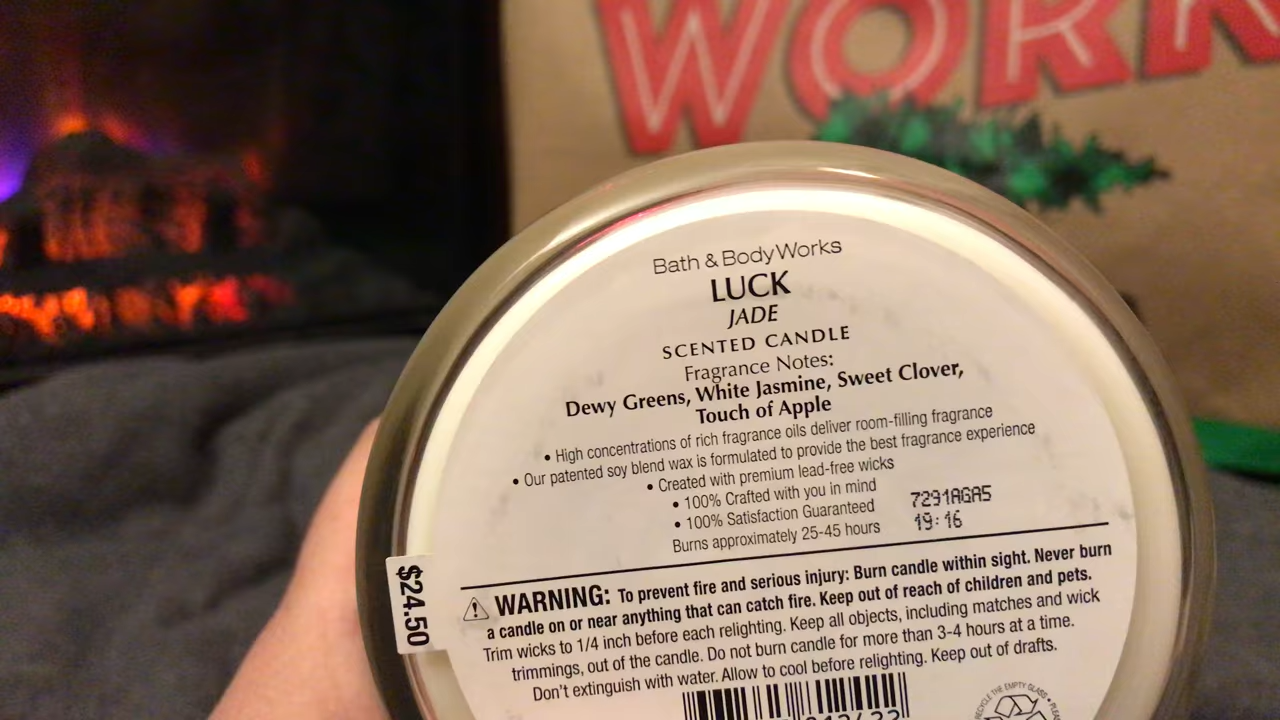 WORK
Bath & Body Works
LUCK
JADE
SCENTED CANDLE
Fragrance Notes:
Dewy Greens, White Jasmine, Sweet Clover,
Touch of Apple
• High concentrations of rich fragrance oils deliver room-filling fragrance
• Our patented soy blend wax is formulated to provide the best fragrance experience
• Created with premium lead-free wicks
• 100% Crafted with you in mind
• 100% Satisfaction Guaranteed
Burns approximately 25-45 hours
7291AGA5
19:16
$24.50
WARNING: To prevent fire and serious injury: Burn candle within sight. Never burn
a candle on or near anything that can catch fire. Keep out of reach of children and pets.
Trim wicks to 1/4 inch before each relighting. Keep all objects, including matches and wick
trimmings, out of the candle. Do not burn candle for more than 3-4 hours at a time.
Don't extinguish with water. Allow to cool before relighting. Keep out of drafts.
RECYCLE THE EMPTY GLASS •